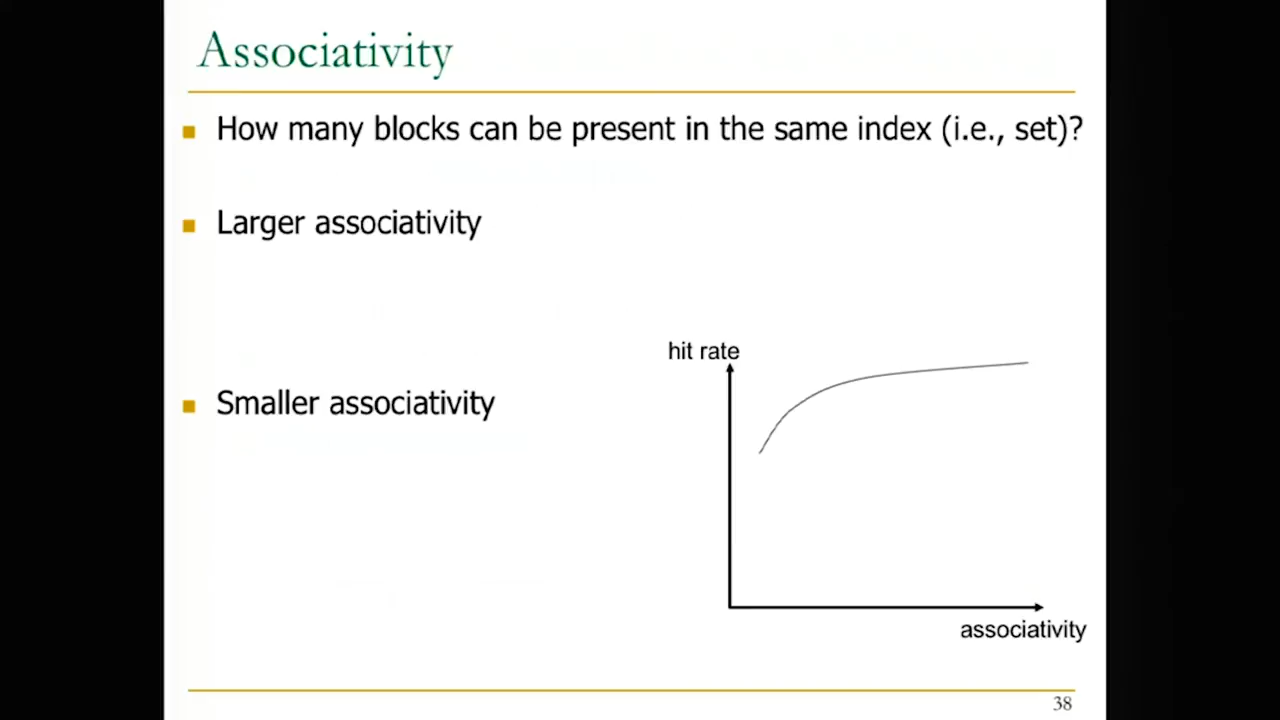 Associativity
How many blocks can be present in the same index (i.e., set)?
Larger associativity
hit rate
Smaller associativity
associativity
38